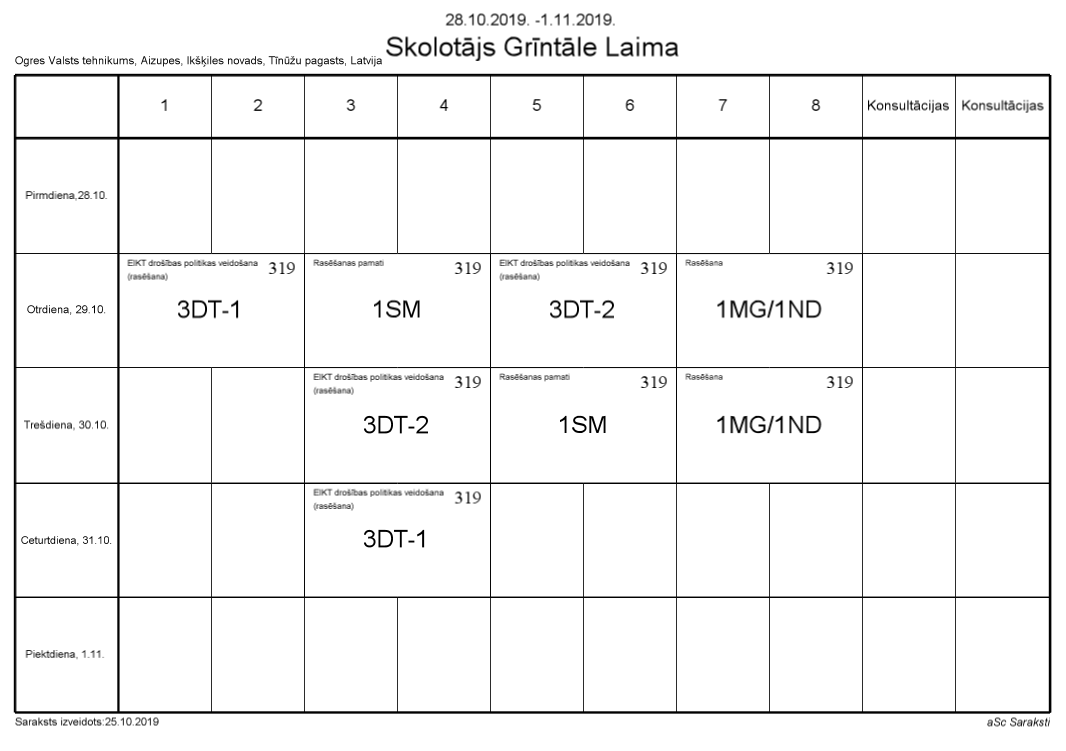 28.10.2019. -1.11.2019.
Skolotājs Grīntāle Laima
Ogres Valsts tehnikums, Aizupes, Ikšķiles novads, Tīnūžu pagasts, Latvija
1 2 3 4 5 6 7 8 Konsultācijas Konsultācijas
Pirmdiena,28.10.
Otrdiena, 29.10.
EIKT drošības politikas veidošana
(rasēšana)
319
3DT-1
Rasēšanas pamati
319
1SM
EIKT drošības politikas veidošana
(rasēšana)
319
3DT-2
Rasēšana
319
1MG/1ND
Trešdiena, 30.10.
EIKT drošības politikas veidošana
(rasēšana)
319
3DT-2
Rasēšanas pamati
319
1SM
Rasēšana
319
1MG/1ND
Ceturtdiena, 31.10.
EIKT drošības politikas veidošana
(rasēšana)
319
3DT-1
Piektdiena, 1.11.
Saraksts izveidots:25.10.2019
aSc Saraksti